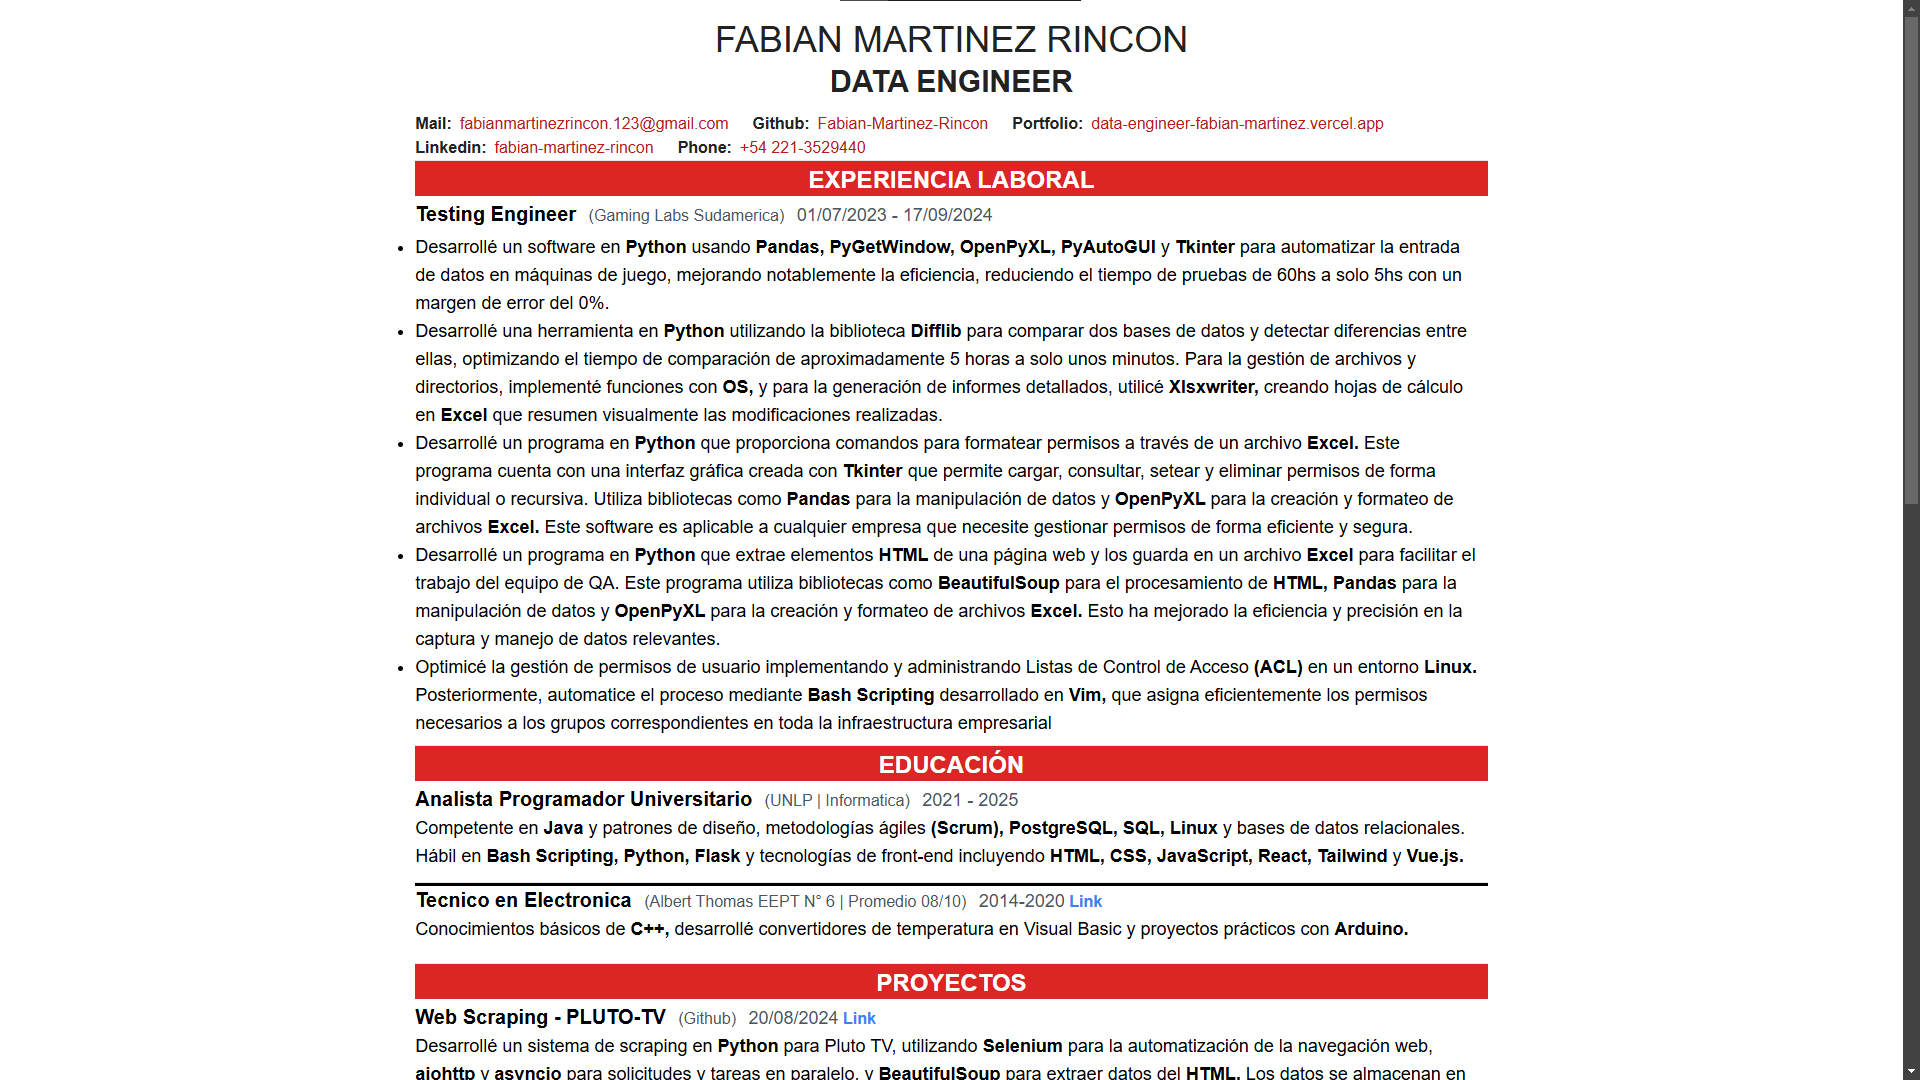 FABIAN MARTINEZ RINCON
DATA ENGINEER
Mail: fabianmartinezrincon.123@gmail.com Github: Fabian-Martinez-Rincon Portfolio: data-engineer-fabian-martinez.vercel.app
Linkedin: fabian-martinez-rincon Phone: +54 221-3529440
EXPERIENCIA LABORAL
Testing Engineer (Gaming Labs Sudamerica) 01/07/2023 - 17/09/2024
• Desarrollé un software en Python usando Pandas, PyGetWindow, OpenPyXL, PyAutoGUI y Tkinter para automatizar la entrada
de datos en máquinas de juego, mejorando notablemente la eficiencia, reduciendo el tiempo de pruebas de 60hs a solo 5hs con un
margen de error del 0%.
• Desarrollé una herramienta en Python utilizando la biblioteca Difflib para comparar dos bases de datos y detectar diferencias entre
ellas, optimizando el tiempo de comparación de aproximadamente 5 horas a solo unos minutos. Para la gestión de archivos y
directorios, implementé funciones con OS, y para la generación de informes detallados, utilicé Xlsxwriter, creando hojas de cálculo
en Excel que resumen visualmente las modificaciones realizadas.
• Desarrollé un programa en Python que proporciona comandos para formatear permisos a través de un archivo Excel. Este
programa cuenta con una interfaz gráfica creada con Tkinter que permite cargar, consultar, setear y eliminar permisos de forma
individual o recursiva. Utiliza bibliotecas como Pandas para la manipulación de datos y OpenPyXL para la creación y formateo de
archivos Excel. Este software es aplicable a cualquier empresa que necesite gestionar permisos de forma eficiente y segura.
• Desarrollé un programa en Python que extrae elementos HTML de una página web y los guarda en un archivo Excel para facilitar el
trabajo del equipo de QA. Este programa utiliza bibliotecas como BeautifulSoup para el procesamiento de HTML, Pandas para la
manipulación de datos y OpenPyXL para la creación y formateo de archivos Excel. Esto ha mejorado la eficiencia y precisión en la
captura y manejo de datos relevantes.
• Optimicé la gestión de permisos de usuario implementando y administrando Listas de Control de Acceso (ACL) en un entorno Linux.
Posteriormente, automatice el proceso mediante Bash Scripting desarrollado en Vim, que asigna eficientemente los permisos
necesarios a los grupos correspondientes en toda la infraestructura empresarial
EDUCACIÓN
Analista Programador Universitario (UNLP | Informatica) 2021 - 2025
Competente en Java y patrones de diseño, metodologías ágiles (Scrum), PostgreSQL, SQL, Linux y bases de datos relacionales.
Hábil en Bash Scripting, Python, Flask y tecnologías de front-end incluyendo HTML, CSS, JavaScript, React, Tailwind y Vue.js.
Tecnico en Electronica (Albert Thomas EEPT N° 6 | Promedio 08/10) 2014-2020 Link
Conocimientos básicos de C++, desarrollé convertidores de temperatura en Visual Basic y proyectos prácticos con Arduino.
PROYECTOS
Web Scraping - PLUTO-TV (Github) 20/08/2024 Link
Desarrollé un sistema de scraping en Python para Pluto TV, utilizando Selenium para la automatización de la navegación web,
aiohttp y asyncio para solicitudes y tareas en paralelo, y BeautifulSoup para extraer datos del HTML. Los datos se almacenan en